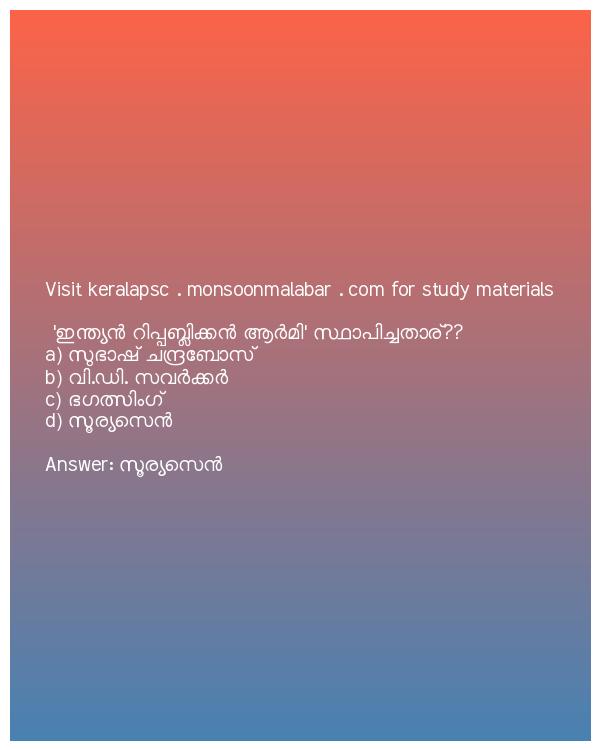 Visit keralapsc . monsoonmalabar . com for study materials
'ഇന്ത്യൻ റിപ്പബ്ലിക്കൻ ആർമി' സ്ഥാപിച്ചതാര്??
a) സുഭാഷ് ചന്ദ്രബോസ്
b) വി.ഡി. സവർക്കർ
c) ഭഗത്സിംഗ്
d) സൂര്യസെൻ
Answer: സൂര്യസെൻ